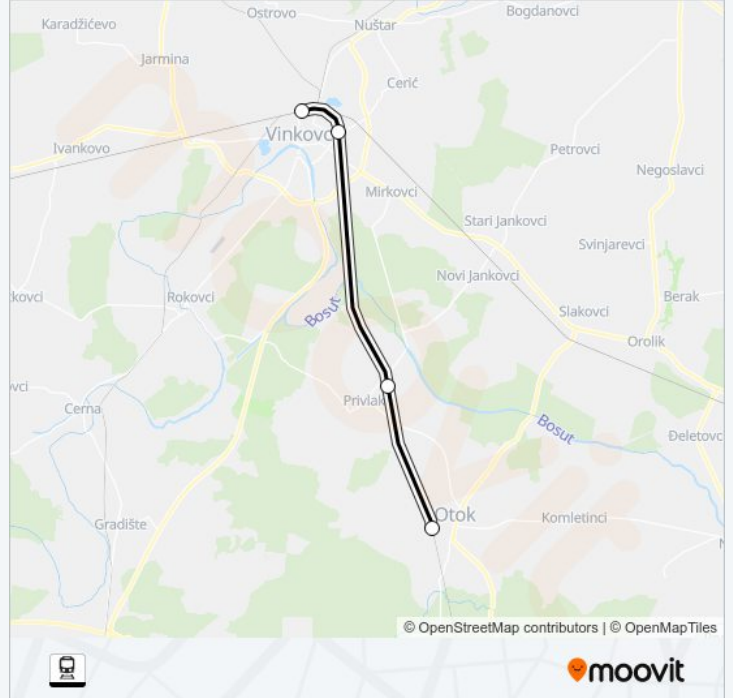 Ostrovo
Bogdanovci
Karadžićevo
Nuštar
Jarmina
Cerić
Vinkovc
Ivankovo
Petrovci
Negoslavci
Mirkovci
Stari Jankovci
Svinjarevci
Novi Jankovci
Rokovci
Berak
kovci
Bosut
Slakovci
Orolik
vci
Privlak
Cerna
Bosut
Đeletovc
Otok
Komletinci
Gradište
N
© OpenStreetMap contributors | © OpenMapTiles
moovit